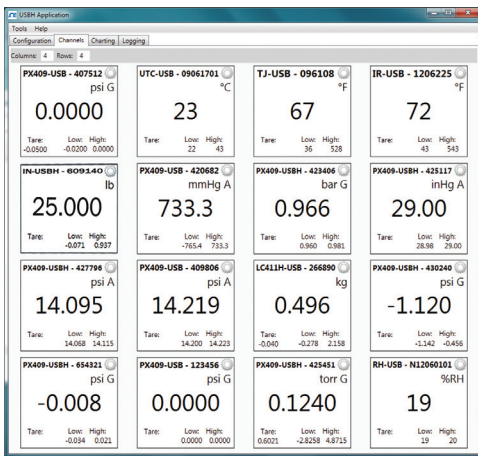 USBH Application
Tools Help
Configuration Channels Charting Logging
Columns: 4 Rows: 4
PX409-USB - 407512
psi G
0.0000
Tare: Low: High:
-0.0500 -0.0200 0.0000
UTC-USB - 09061701
°C
23
Tare: Low: High:
22 43
TJ-USB - 096108
°F
67
Tare: Low: High:
36 528
IR-USB - 1206225
°F
72
Tare: Low: High:
43 543
IN-USBH - 609140
lb
25.000
Tare: Low: High:
-0.071 0.937
PX409-USB - 420682
mmHg A
733.3
Tare: Low: High:
-765.4 733.3
PX409-USBH - 423406
bar G
0.966
Tare: Low: High:
0.960 0.981
PX409-USBH - 425117
inHg A
29.00
Tare: Low: High:
28.98 29.00
PX409-USBH - 427796
psi A
14.095
Tare: Low: High:
14.068 14.115
PX409-USB - 409806
psi A
14.219
Tare: Low: High:
14.200 14.223
LC411H-USB - 266890
kg
0.496
Tare: Low: High:
-0.040 -0.278 2.158
PX409-USBH - 430240
psi G
-1.120
Tare: Low: High:
-1.142 -0.456
PX409-USBH - 654321
psi G
-0.008
Tare: Low: High:
-0.034 0.021
PX409-USB - 123456
psi G
0.0000
Tare: Low: High:
0.0000 0.0000
PX409-USBH - 425451
torr G
0.1240
Tare: Low: High:
0.6021 -2.8258 4.8715
RH-USB - N12060101
%RH
19
Tare: Low: High:
19 20